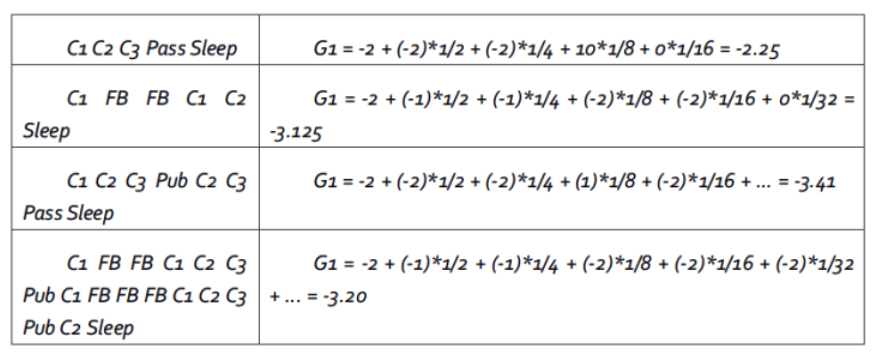 C1 C2 C3 Pass Sleep
G1 = -2 + (-2)*1/2 + (-2)*1/4 + 10*1/8 + 0*1/16 = -2.25
C1 FB FB C1 C2
Sleep
G1 = -2 + (-1)*1/2 + (-1)*1/4 + (-2)*1/8 + (-2)*1/16 + 0*1/32 =
-3.125
C1 C2 C3 Pub C2 C3
Pass Sleep
G1 = -2 + (-2)*1/2 + (-2)*1/4 + (1)*1/8 + (-2)*1/16 + ... = -3.41
C1 FB FB C1 C2 C3
Pub C1 FB FB FB C1 C2 C3
Pub C2 Sleep
G1 = -2 + (-1)*1/2 + (-1)*1/4 + (-2)*1/8 + (-2)*1/16 + (-2)*1/32
+ ... = -3.20